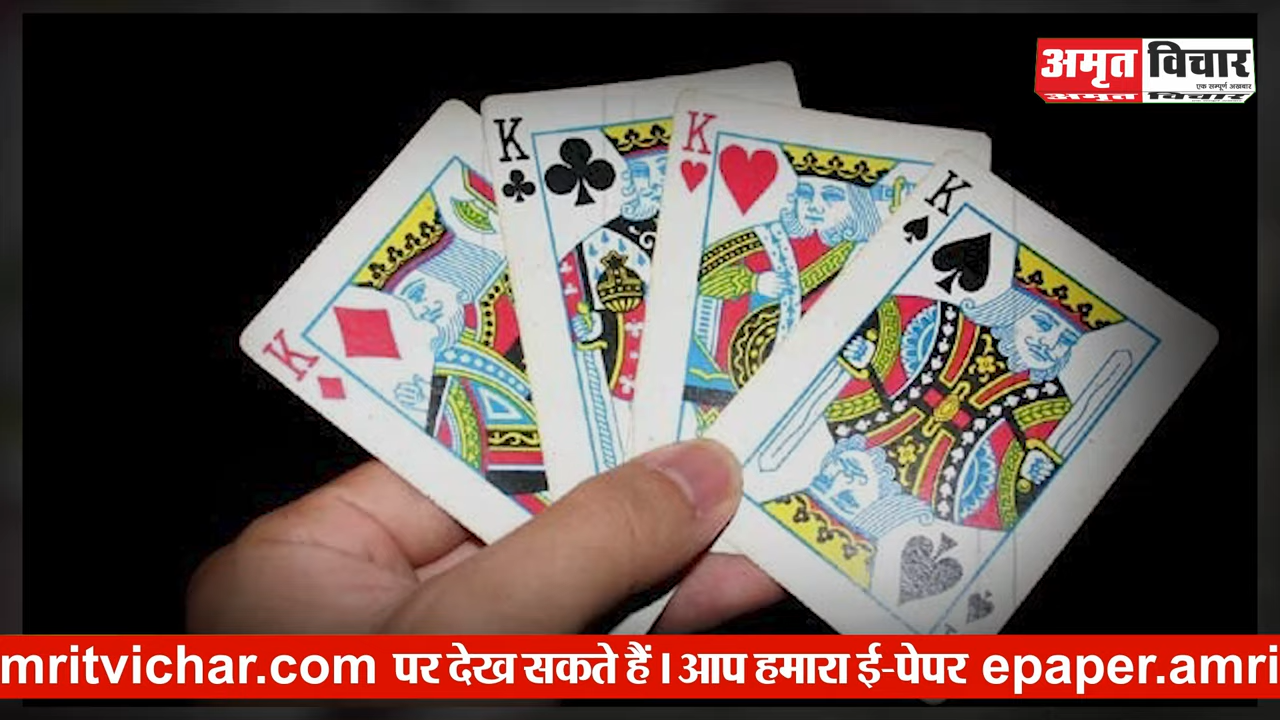 अमृत विचार
एक सम्पूर्ण अखबार
K
K
K
K
mritvichar.com पर देख सकते हैं । आप हमारा ई-पेपर epaper.amri